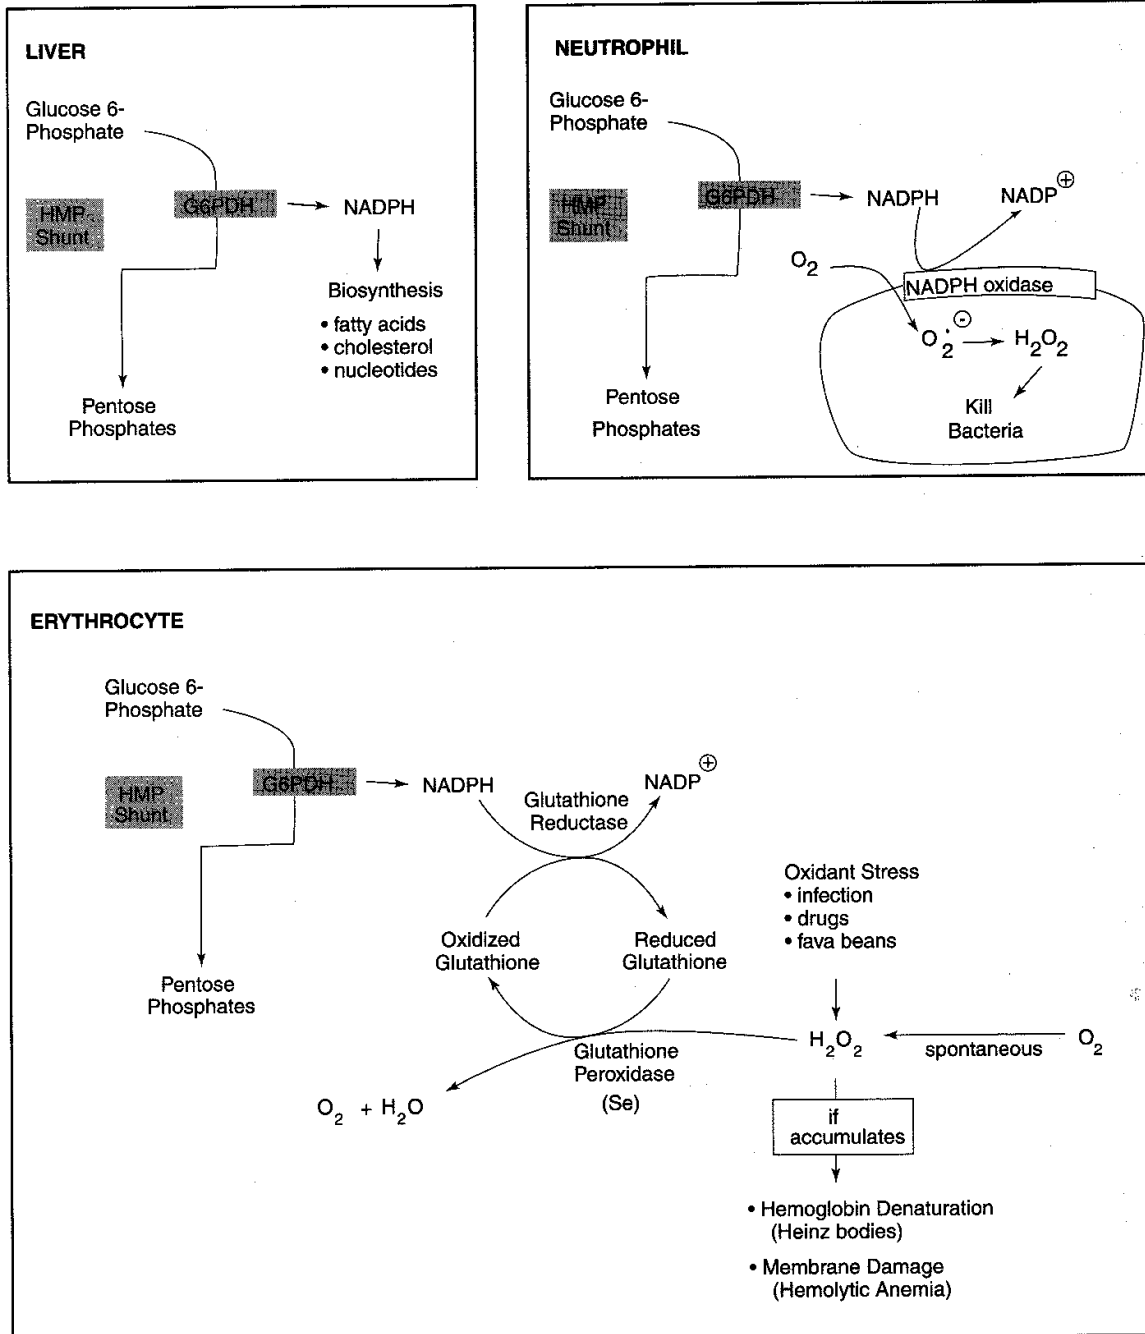 LIVER
Glucose 6-
Phosphate
HMP
Shunt
G6PDH
NADPH
Biosynthesis
• fatty acids
• cholesterol
• nucleotides
Pentose
Phosphates
NEUTROPHIL
Glucose 6-
Phosphate
HMP
Shunt
G6PDH
NADPH
NADP⊕
O₂
NADPH oxidase
O₂·⊖
H₂O₂
Kill
Bacteria
Pentose
Phosphates
ERYTHROCYTE
Glucose 6-
Phosphate
HMP
Shunt
G6PDH
NADPH
NADP⊕
Glutathione
Reductase
Oxidized
Glutathione
Reduced
Glutathione
Oxidant Stress
• infection
• drugs
• fava beans
Pentose
Phosphates
H₂O₂
spontaneous
O₂
Glutathione
Peroxidase
(Se)
O₂ + H₂O
if
accumulates
• Hemoglobin Denaturation
(Heinz bodies)
• Membrane Damage
(Hemolytic Anemia)